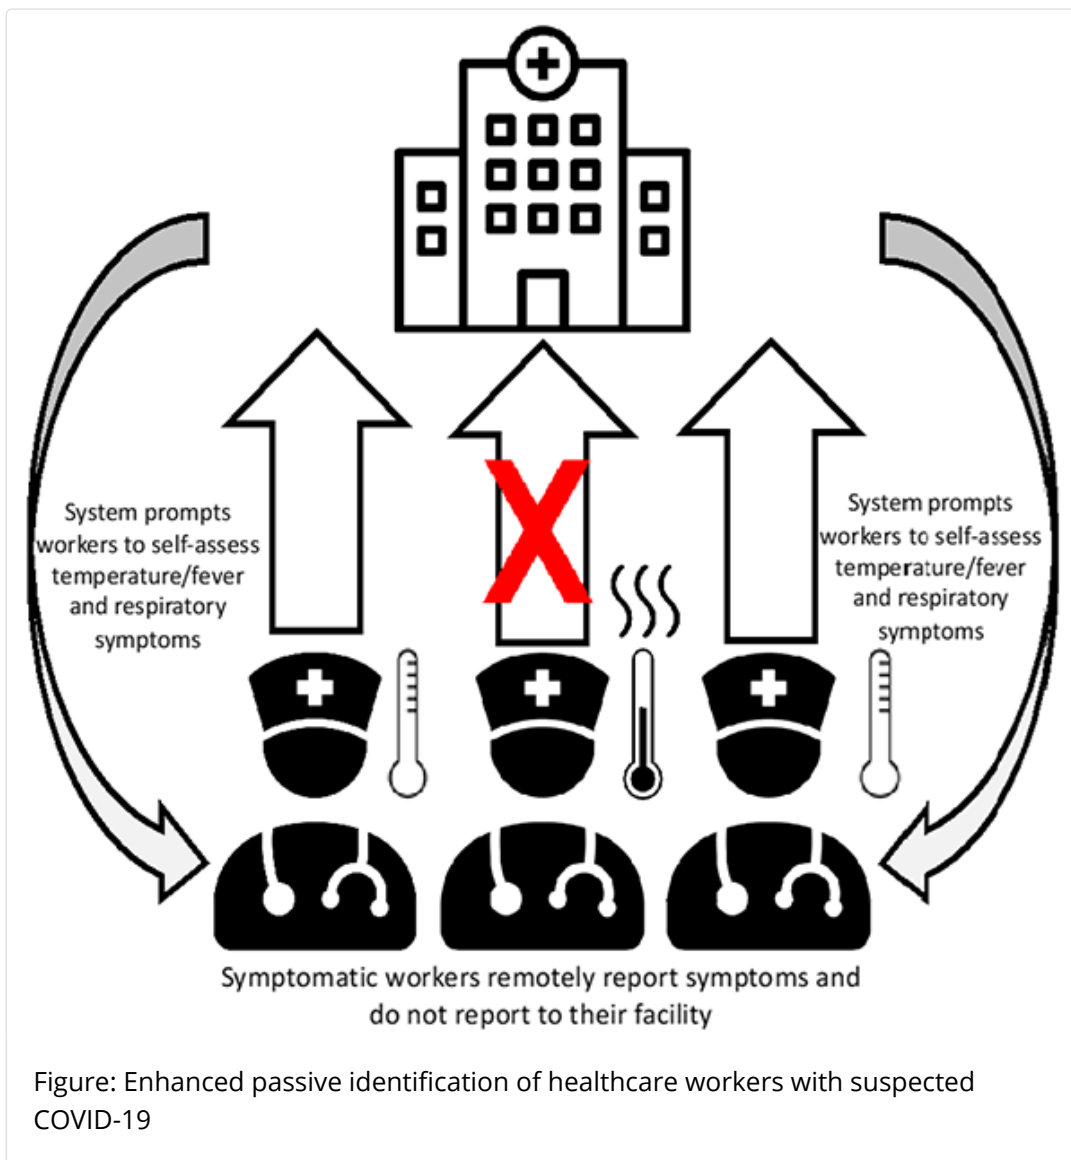 System prompts
workers to self-assess
temperature/fever
and respiratory
symptoms
System prompts
workers to self-assess
temperature/fever
and respiratory
symptoms
X
Symptomatic workers remotely report symptoms and
do not report to their facility
Figure: Enhanced passive identification of healthcare workers with suspected
COVID-19